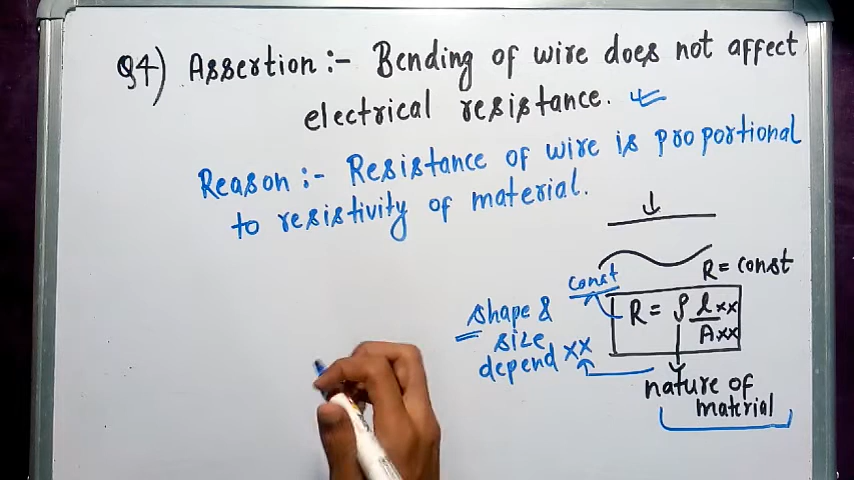 Q4) Assertion :- Bending of wire does not affect
electrical resistance.
Reason :- Resistance of wire is proportional
to resistivity of material.
R = const
const
R = ρ l xx
A xx
shape &
size
depend xx
nature of
material